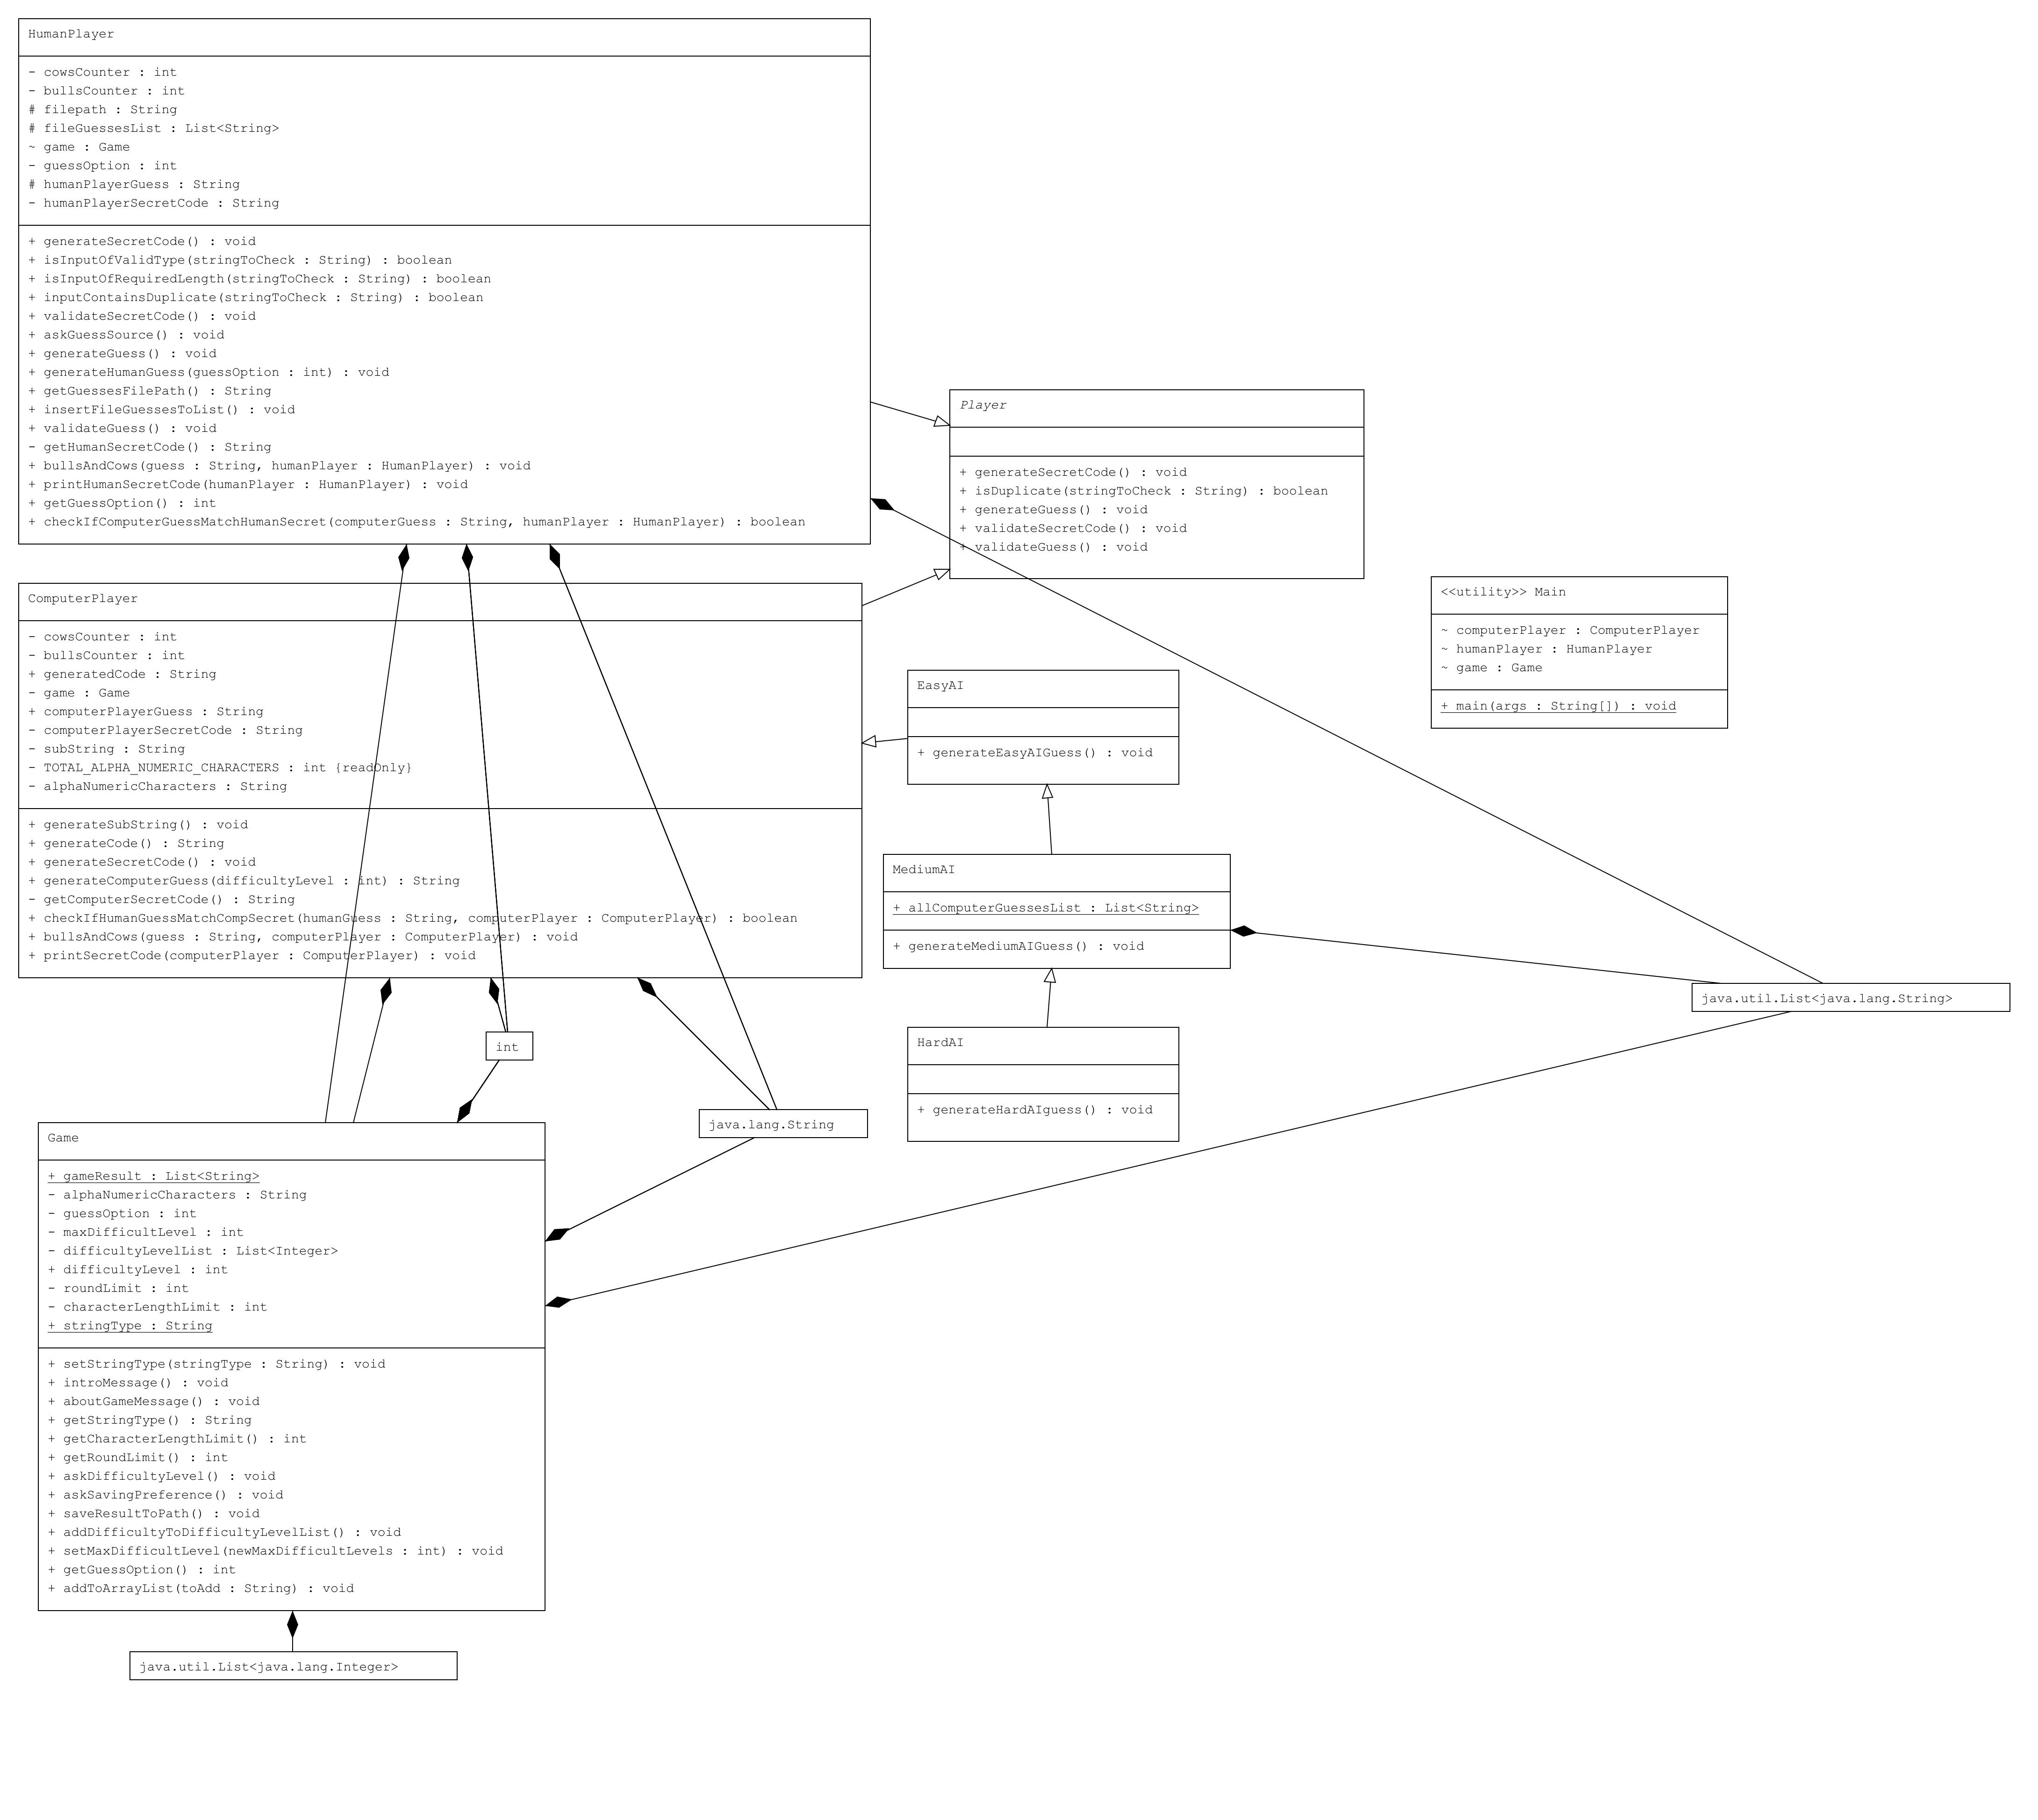 HumanPlayer
- cowsCounter : int
- bullsCounter : int
# filepath : String
# fileGuessesList : List<String>
~ game : Game
- guessOption : int
# humanPlayerGuess : String
- humanPlayerSecretCode : String
+ generateSecretCode() : void
+ isInputOfValidType(stringToCheck : String) : boolean
+ isInputOfRequiredLength(stringToCheck : String) : boolean
+ inputContainsDuplicate(stringToCheck : String) : boolean
+ validateSecretCode() : void
+ askGuessSource() : void
+ generateGuess() : void
+ generateHumanGuess(guessOption : int) : void
+ getGuessesFilePath() : String
+ insertFileGuessesToList() : void
+ validateGuess() : void
- getHumanSecretCode() : String
+ bullsAndCows(guess : String, humanPlayer : HumanPlayer) : void
+ printHumanSecretCode(humanPlayer : HumanPlayer) : void
+ getGuessOption() : int
+ checkIfComputerGuessMatchHumanSecret(computerGuess : String, humanPlayer : HumanPlayer) : boolean
Player
+ generateSecretCode() : void
+ isDuplicate(stringToCheck : String) : boolean
+ generateGuess() : void
+ validateSecretCode() : void
+ validateGuess() : void
<<utility>> Main
~ computerPlayer : ComputerPlayer
~ humanPlayer : HumanPlayer
~ game : Game
+ main(args : String[]) : void
ComputerPlayer
- cowsCounter : int
- bullsCounter : int
+ generatedCode : String
- game : Game
+ computerPlayerGuess : String
- computerPlayerSecretCode : String
- subString : String
- TOTAL_ALPHA_NUMERIC_CHARACTERS : int {readOnly}
- alphaNumericCharacters : String
+ generateSubString() : void
+ generateCode() : String
+ generateSecretCode() : void
+ generateComputerGuess(difficultyLevel : int) : String
- getComputerSecretCode() : String
+ checkIfHumanGuessMatchCompSecret(humanGuess : String, computerPlayer : ComputerPlayer) : boolean
+ bullsAndCows(guess : String, computerPlayer : ComputerPlayer) : void
+ printSecretCode(computerPlayer : ComputerPlayer) : void
EasyAI
+ generateEasyAIGuess() : void
MediumAI
+ allComputerGuessesList : List<String>
+ generateMediumAIGuess() : void
java.util.List<java.lang.String>
HardAI
+ generateHardAIguess() : void
int
java.lang.String
Game
+ gameResult : List<String>
- alphaNumericCharacters : String
- guessOption : int
- maxDifficultLevel : int
- difficultyLevelList : List<Integer>
+ difficultyLevel : int
- roundLimit : int
- characterLengthLimit : int
+ stringType : String
+ setStringType(stringType : String) : void
+ introMessage() : void
+ aboutGameMessage() : void
+ getStringType() : String
+ getCharacterLengthLimit() : int
+ getRoundLimit() : int
+ askDifficultyLevel() : void
+ askSavingPreference() : void
+ saveResultToPath() : void
+ addDifficultyToDifficultyLevelList() : void
+ setMaxDifficultLevel(newMaxDifficultLevels : int) : void
+ getGuessOption() : int
+ addToArrayList(toAdd : String) : void
java.util.List<java.lang.Integer>